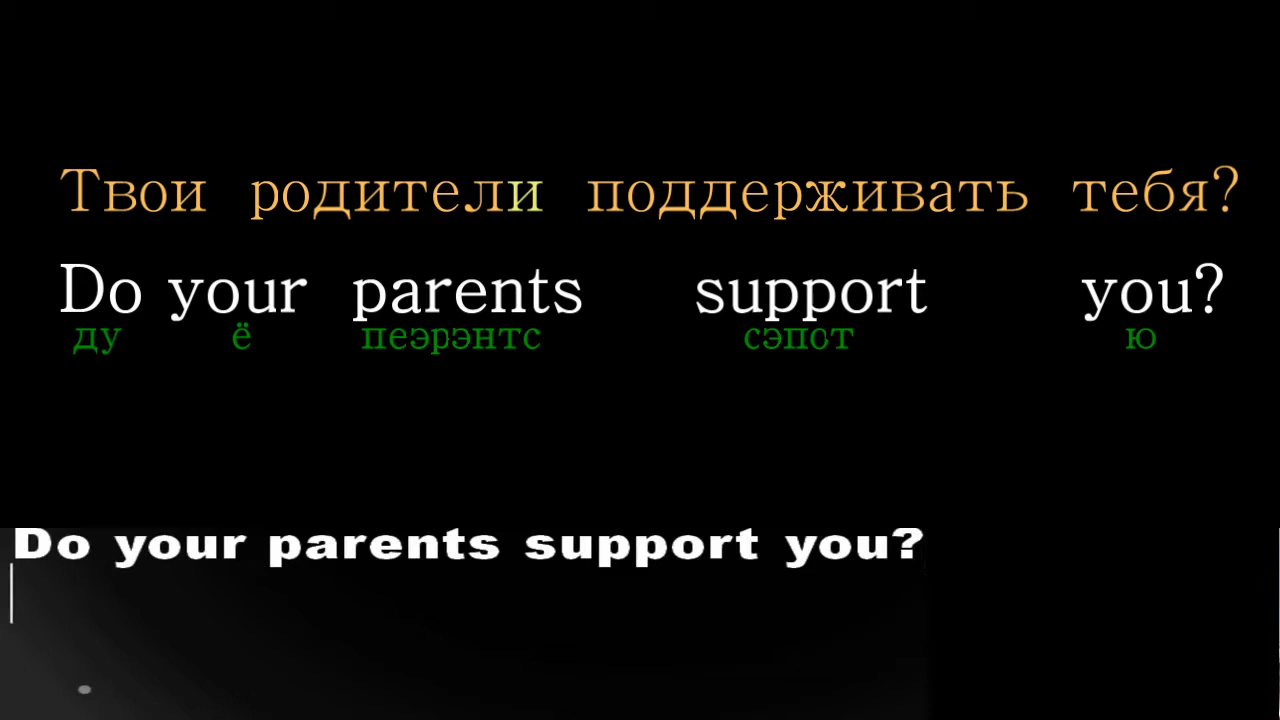 Твои родители поддерживать тебя?
Do your parents support you?
ду ё пеэрэнтс сэпот ю
Do your parents support you?